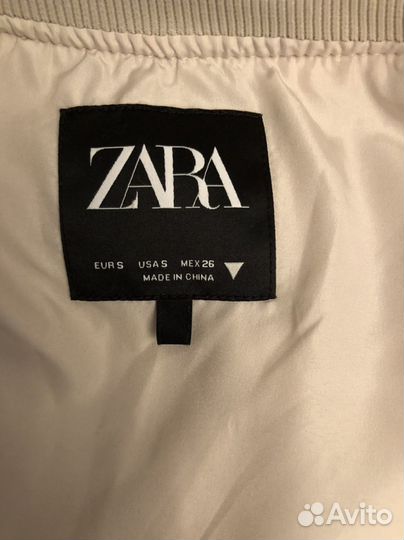 ZARA
EUR S USA S MEX 26
MADE IN CHINA
Avito